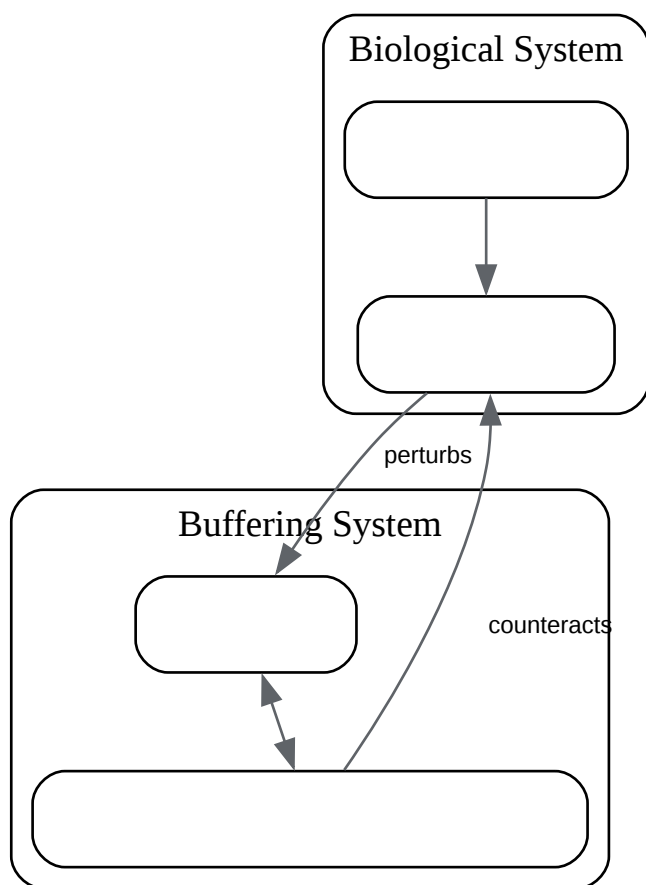 Biological System
perturbs
Buffering System
counteracts